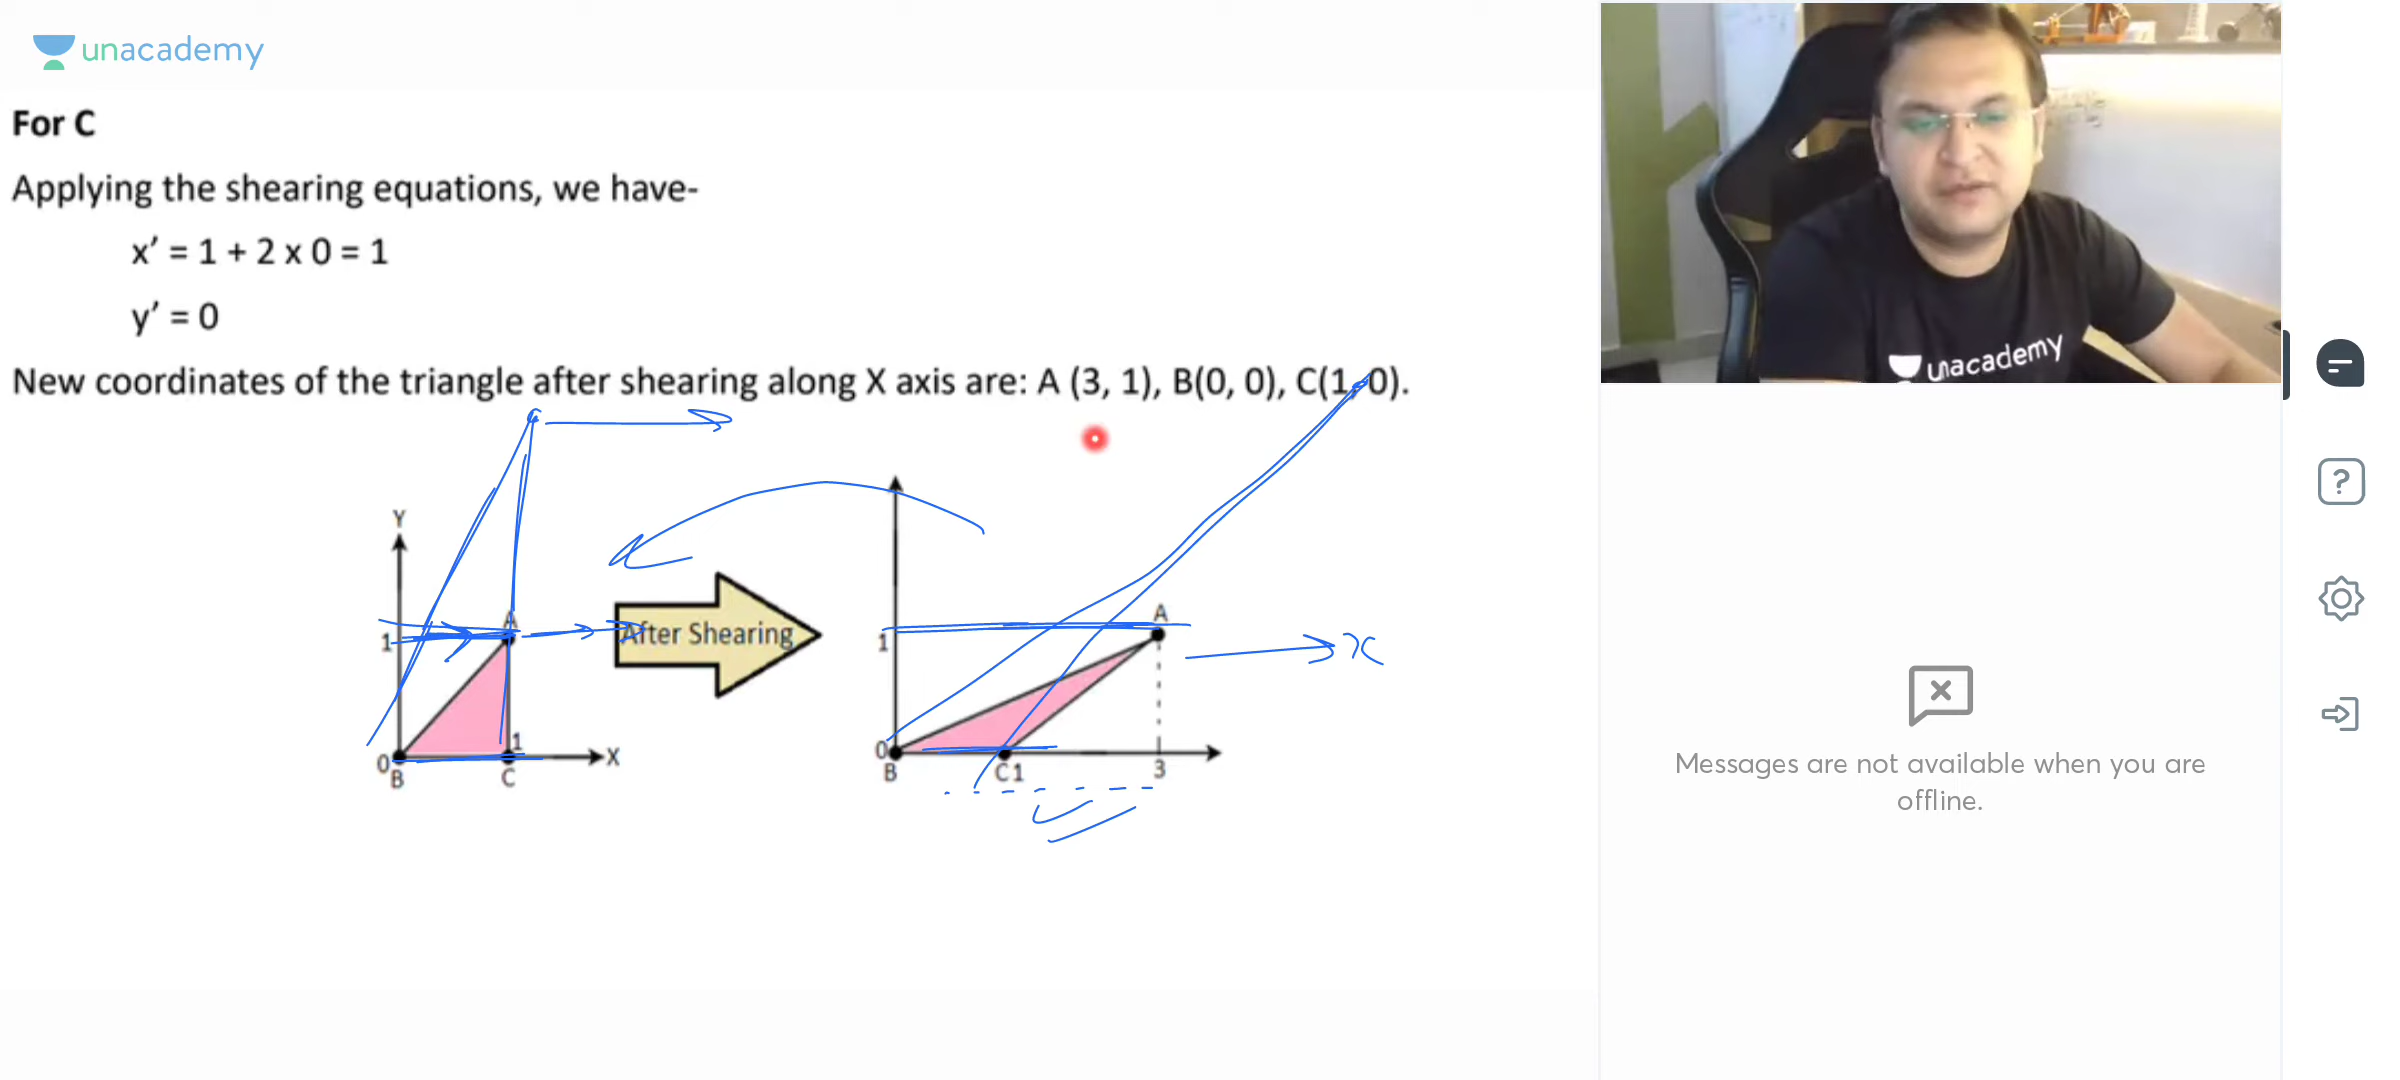 unacademy
For C
Applying the shearing equations, we have-
x′ = 1 + 2 x 0 = 1
y′ = 0
New coordinates of the triangle after shearing along X axis are: A (3, 1), B(0, 0), C(1, 0).
Y
A
1
1
0
B
C
X
After Shearing
A
1
x
0
B
C 1
3
unacademy
?
Messages are not available when you are
offline.